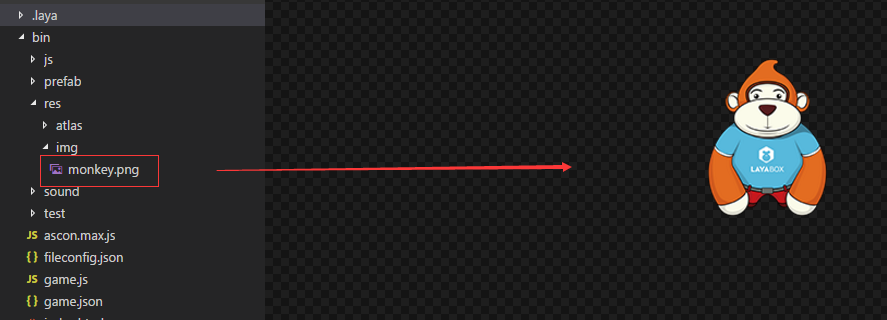 .laya
bin
js
prefab
res
atlas
img
monkey.png
sound
test
JS ascon.max.js
{ } fileconfig.json
JS game.js
{ } game.json
LAYABOX